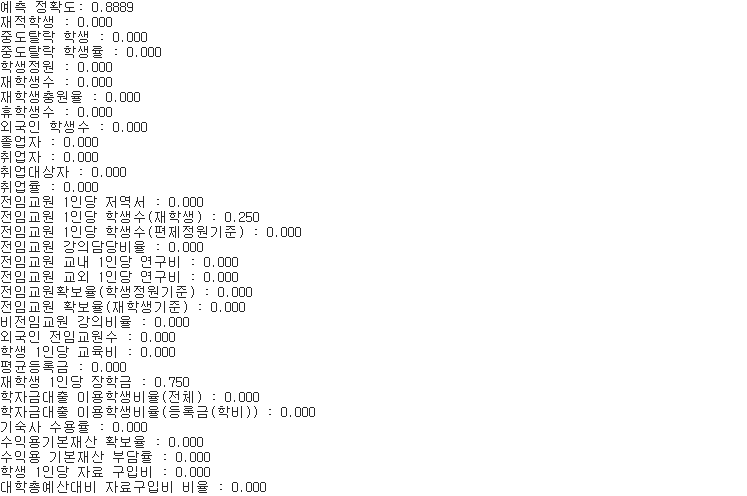 예측 정확도: 0.8889
재적학생 : 0.000
중도탈락 학생 : 0.000
중도탈락 학생률 : 0.000
학생정원 : 0.000
재학생수 : 0.000
재학생충원율 : 0.000
휴학생수 : 0.000
외국인 학생수 : 0.000
졸업자 : 0.000
취업자 : 0.000
취업대상자 : 0.000
취업률 : 0.000
전임교원 1인당 저역서 : 0.000
전임교원 1인당 학생수(재학생) : 0.250
전임교원 1인당 학생수(편제정원기준) : 0.000
전임교원 강의담당비율 : 0.000
전임교원 교내 1인당 연구비 : 0.000
전임교원 교외 1인당 연구비 : 0.000
전임교원확보율(학생정원기준) : 0.000
전임교원 확보율(재학생기준) : 0.000
비전임교원 강의비율 : 0.000
외국인 전임교원수 : 0.000
학생 1인당 교육비 : 0.000
평균등록금 : 0.000
재학생 1인당 장학금 : 0.750
학자금대출 이용학생비율(전체) : 0.000
학자금대출 이용학생비율(등록금(학비)) : 0.000
기숙사 수용률 : 0.000
수익용기본재산 확보율 : 0.000
수익용 기본재산 부담률 : 0.000
학생 1인당 자료 구입비 : 0.000
대학총예산대비 자료구입비 비율 : 0.000